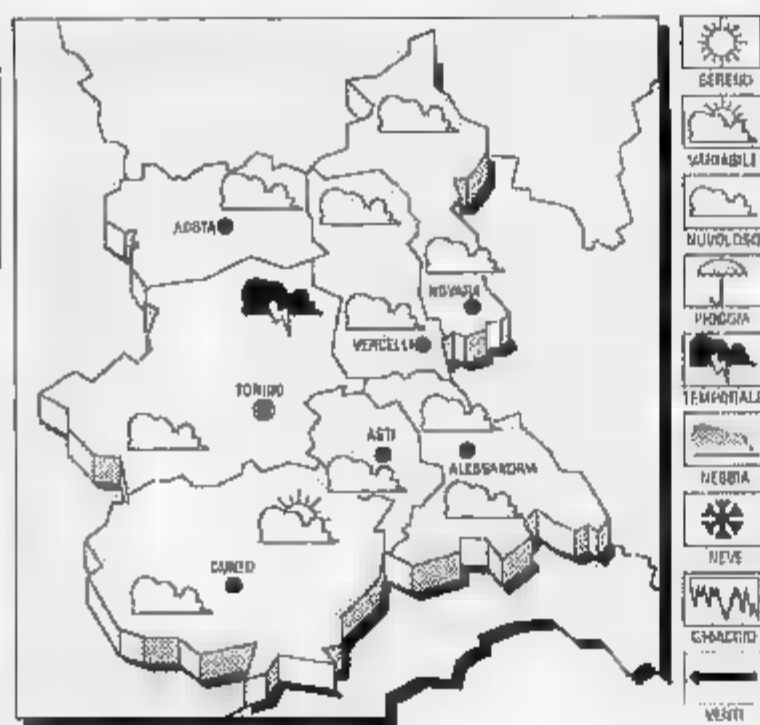 AOSTA
NOVARA
VERCELLI
TORINO
ASTI
ALESSANDRIA
CUNEO
SERENO
VARIABILE
NUVOLOSO
PIOGGIA
TEMPORALE
NEBBIA
NEVE
GHIACCIO
VENTI